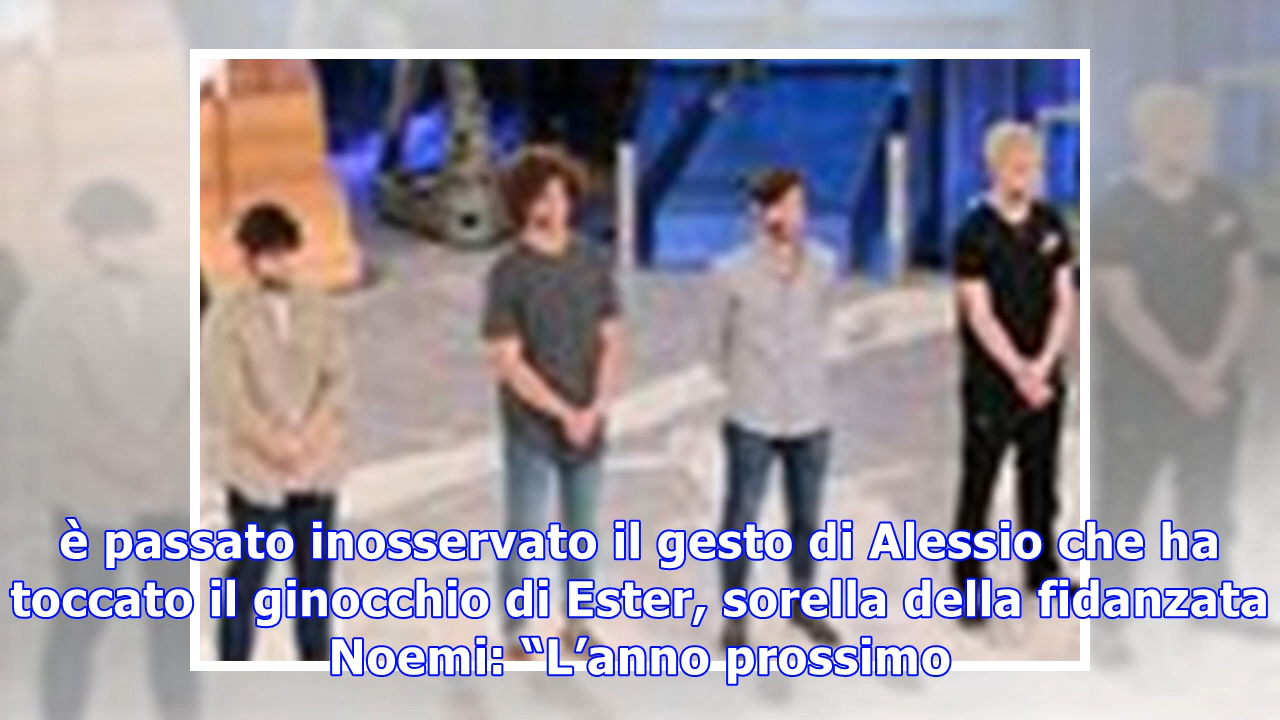 è passato inosservato il gesto di Alessio che ha
toccato il ginocchio di Ester, sorella della fidanzata
Noemi: “L’anno prossimo